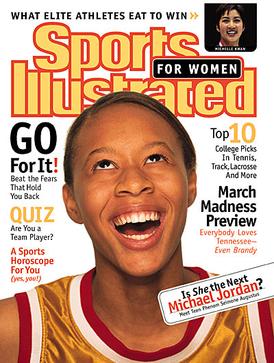 WHAT ELITE ATHLETES EAT TO WIN >>
MICHELLE KWAN
Sports
FOR WOMEN
Illustrated
GO
For It!
Beat the Fears
That Hold
You Back
QUIZ
Are You a
Team Player?
A Sports
Horoscope
For You
(yes, you!)
Top 10
College Picks
In Tennis,
Track, Lacrosse
And More
March
Madness
Preview
Everybody Loves
Tennessee—
Even Brandy
Is She the Next
Michael Jordan?
Meet Teen Phenom Seimone Augustus